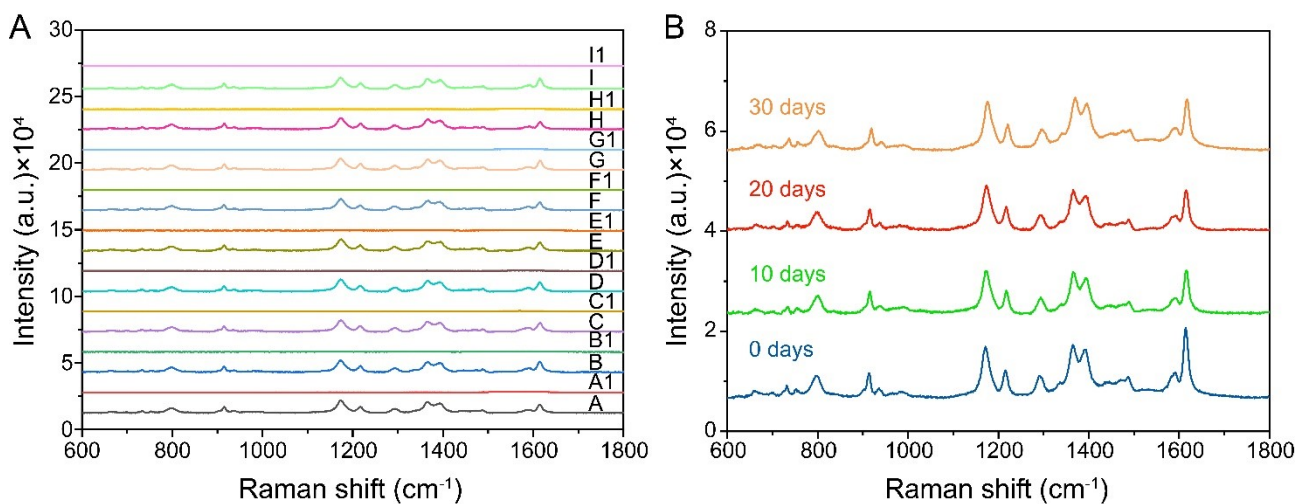 A
30
25
20
15
10
5
0
I1
I
H1
H
G1
G
F1
F
E1
E
D1
D
C1
C
B1
B
A1
A
600 800 1000 1200 1400 1600 1800
Raman shift (cm⁻¹)
Intensity (a.u.)×10⁴
B
8
6
4
2
0
30 days
20 days
10 days
0 days
600 800 1000 1200 1400 1600 1800
Raman shift (cm⁻¹)
Intensity (a.u.)×10⁴